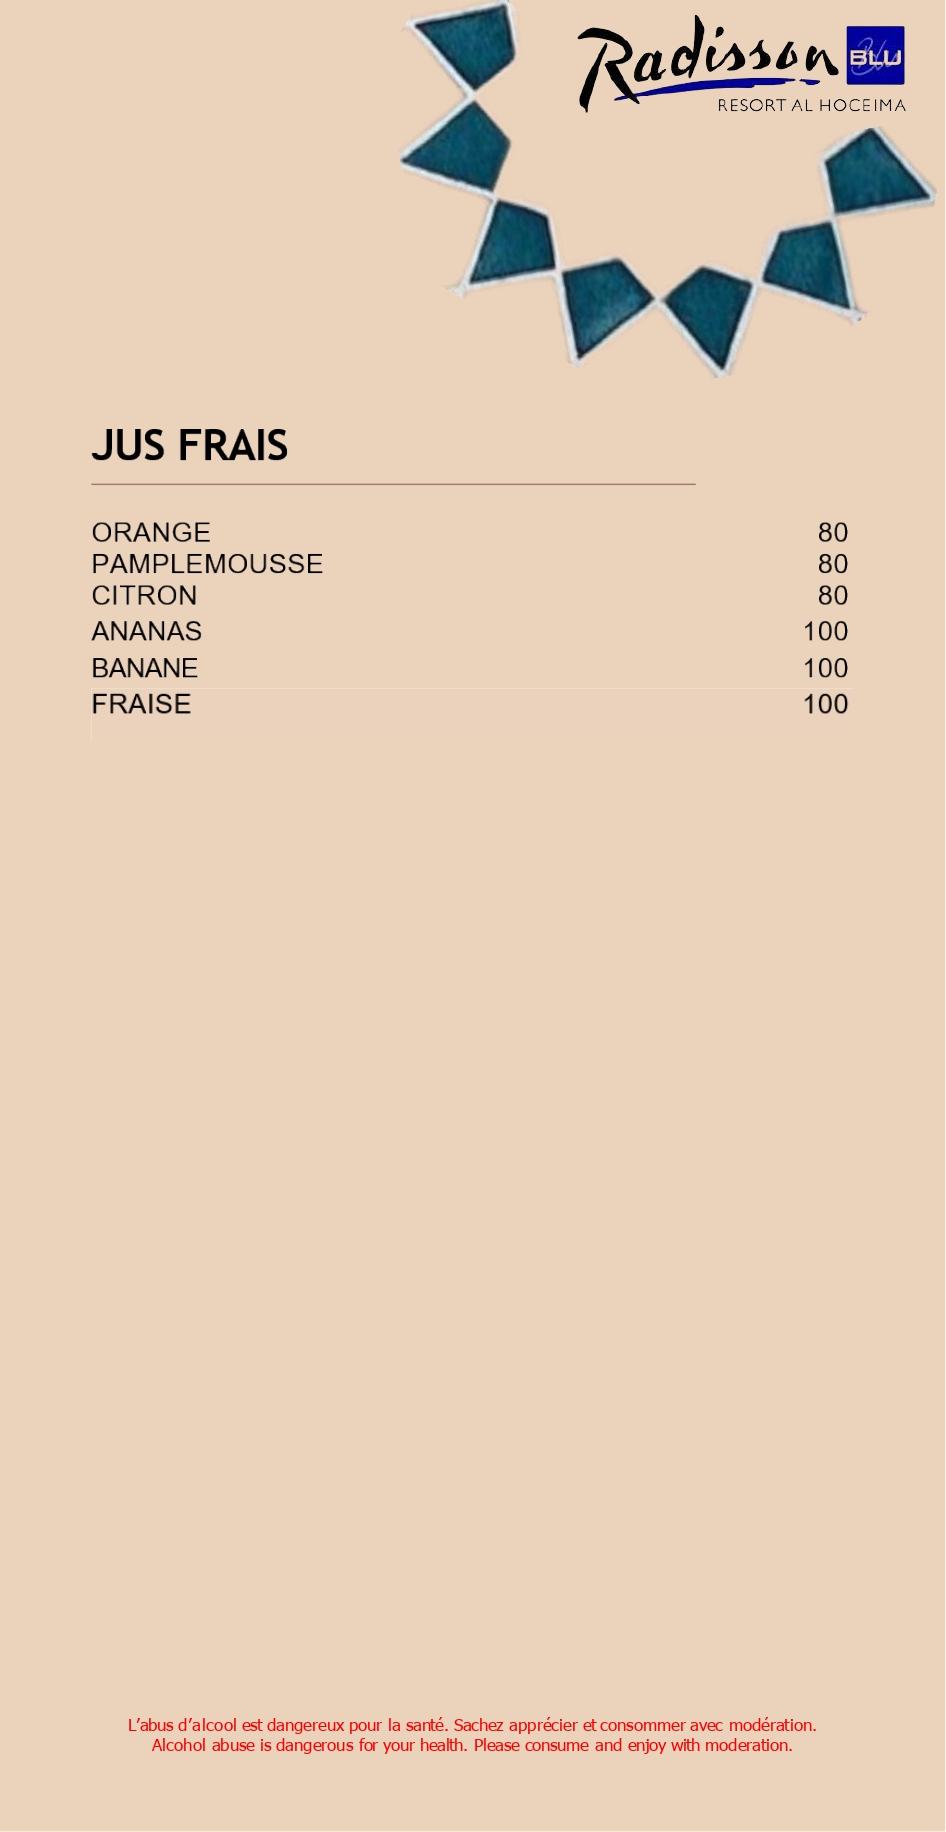 Radisson BLU
RESORT AL HOCEIMA
JUS FRAIS
ORANGE 80
PAMPLEMOUSSE 80
CITRON 80
ANANAS 100
BANANE 100
FRAISE 100
L’abus d’alcool est dangereux pour la santé. Sachez apprécier et consommer avec modération.
Alcohol abuse is dangerous for your health. Please consume and enjoy with moderation.